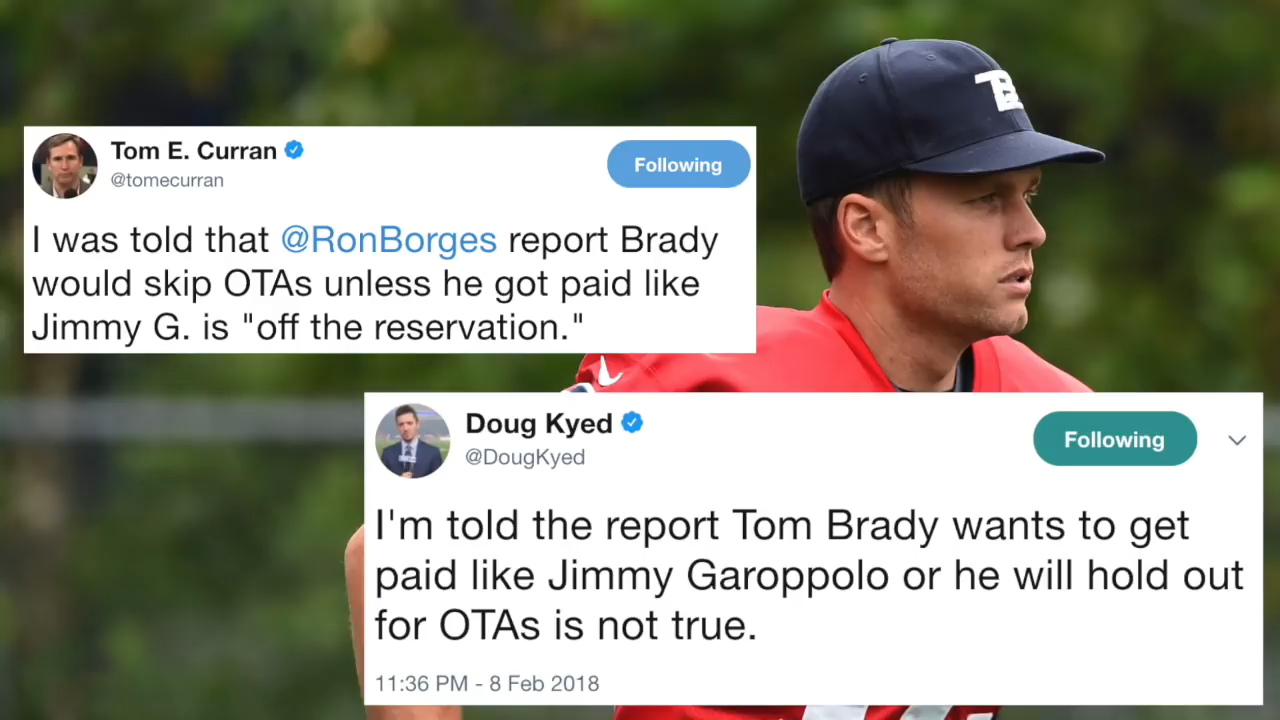 TB
Tom E. Curran
@tomecurran
Following
I was told that @RonBorges report Brady
would skip OTAs unless he got paid like
Jimmy G. is "off the reservation."
Doug Kyed
@DougKyed
Following
I'm told the report Tom Brady wants to get
paid like Jimmy Garoppolo or he will hold out
for OTAs is not true.
11:36 PM - 8 Feb 2018